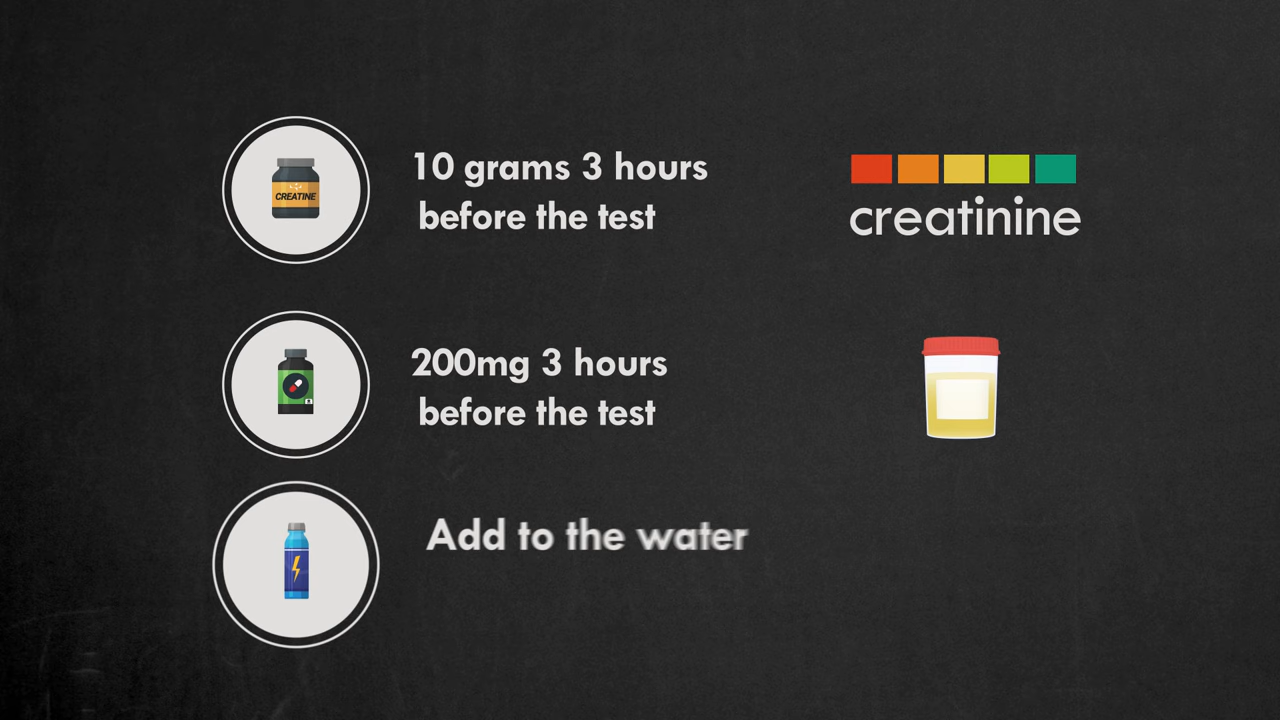 CREATINE
10 grams 3 hours
before the test
creatinine
200mg 3 hours
before the test
Add to the water